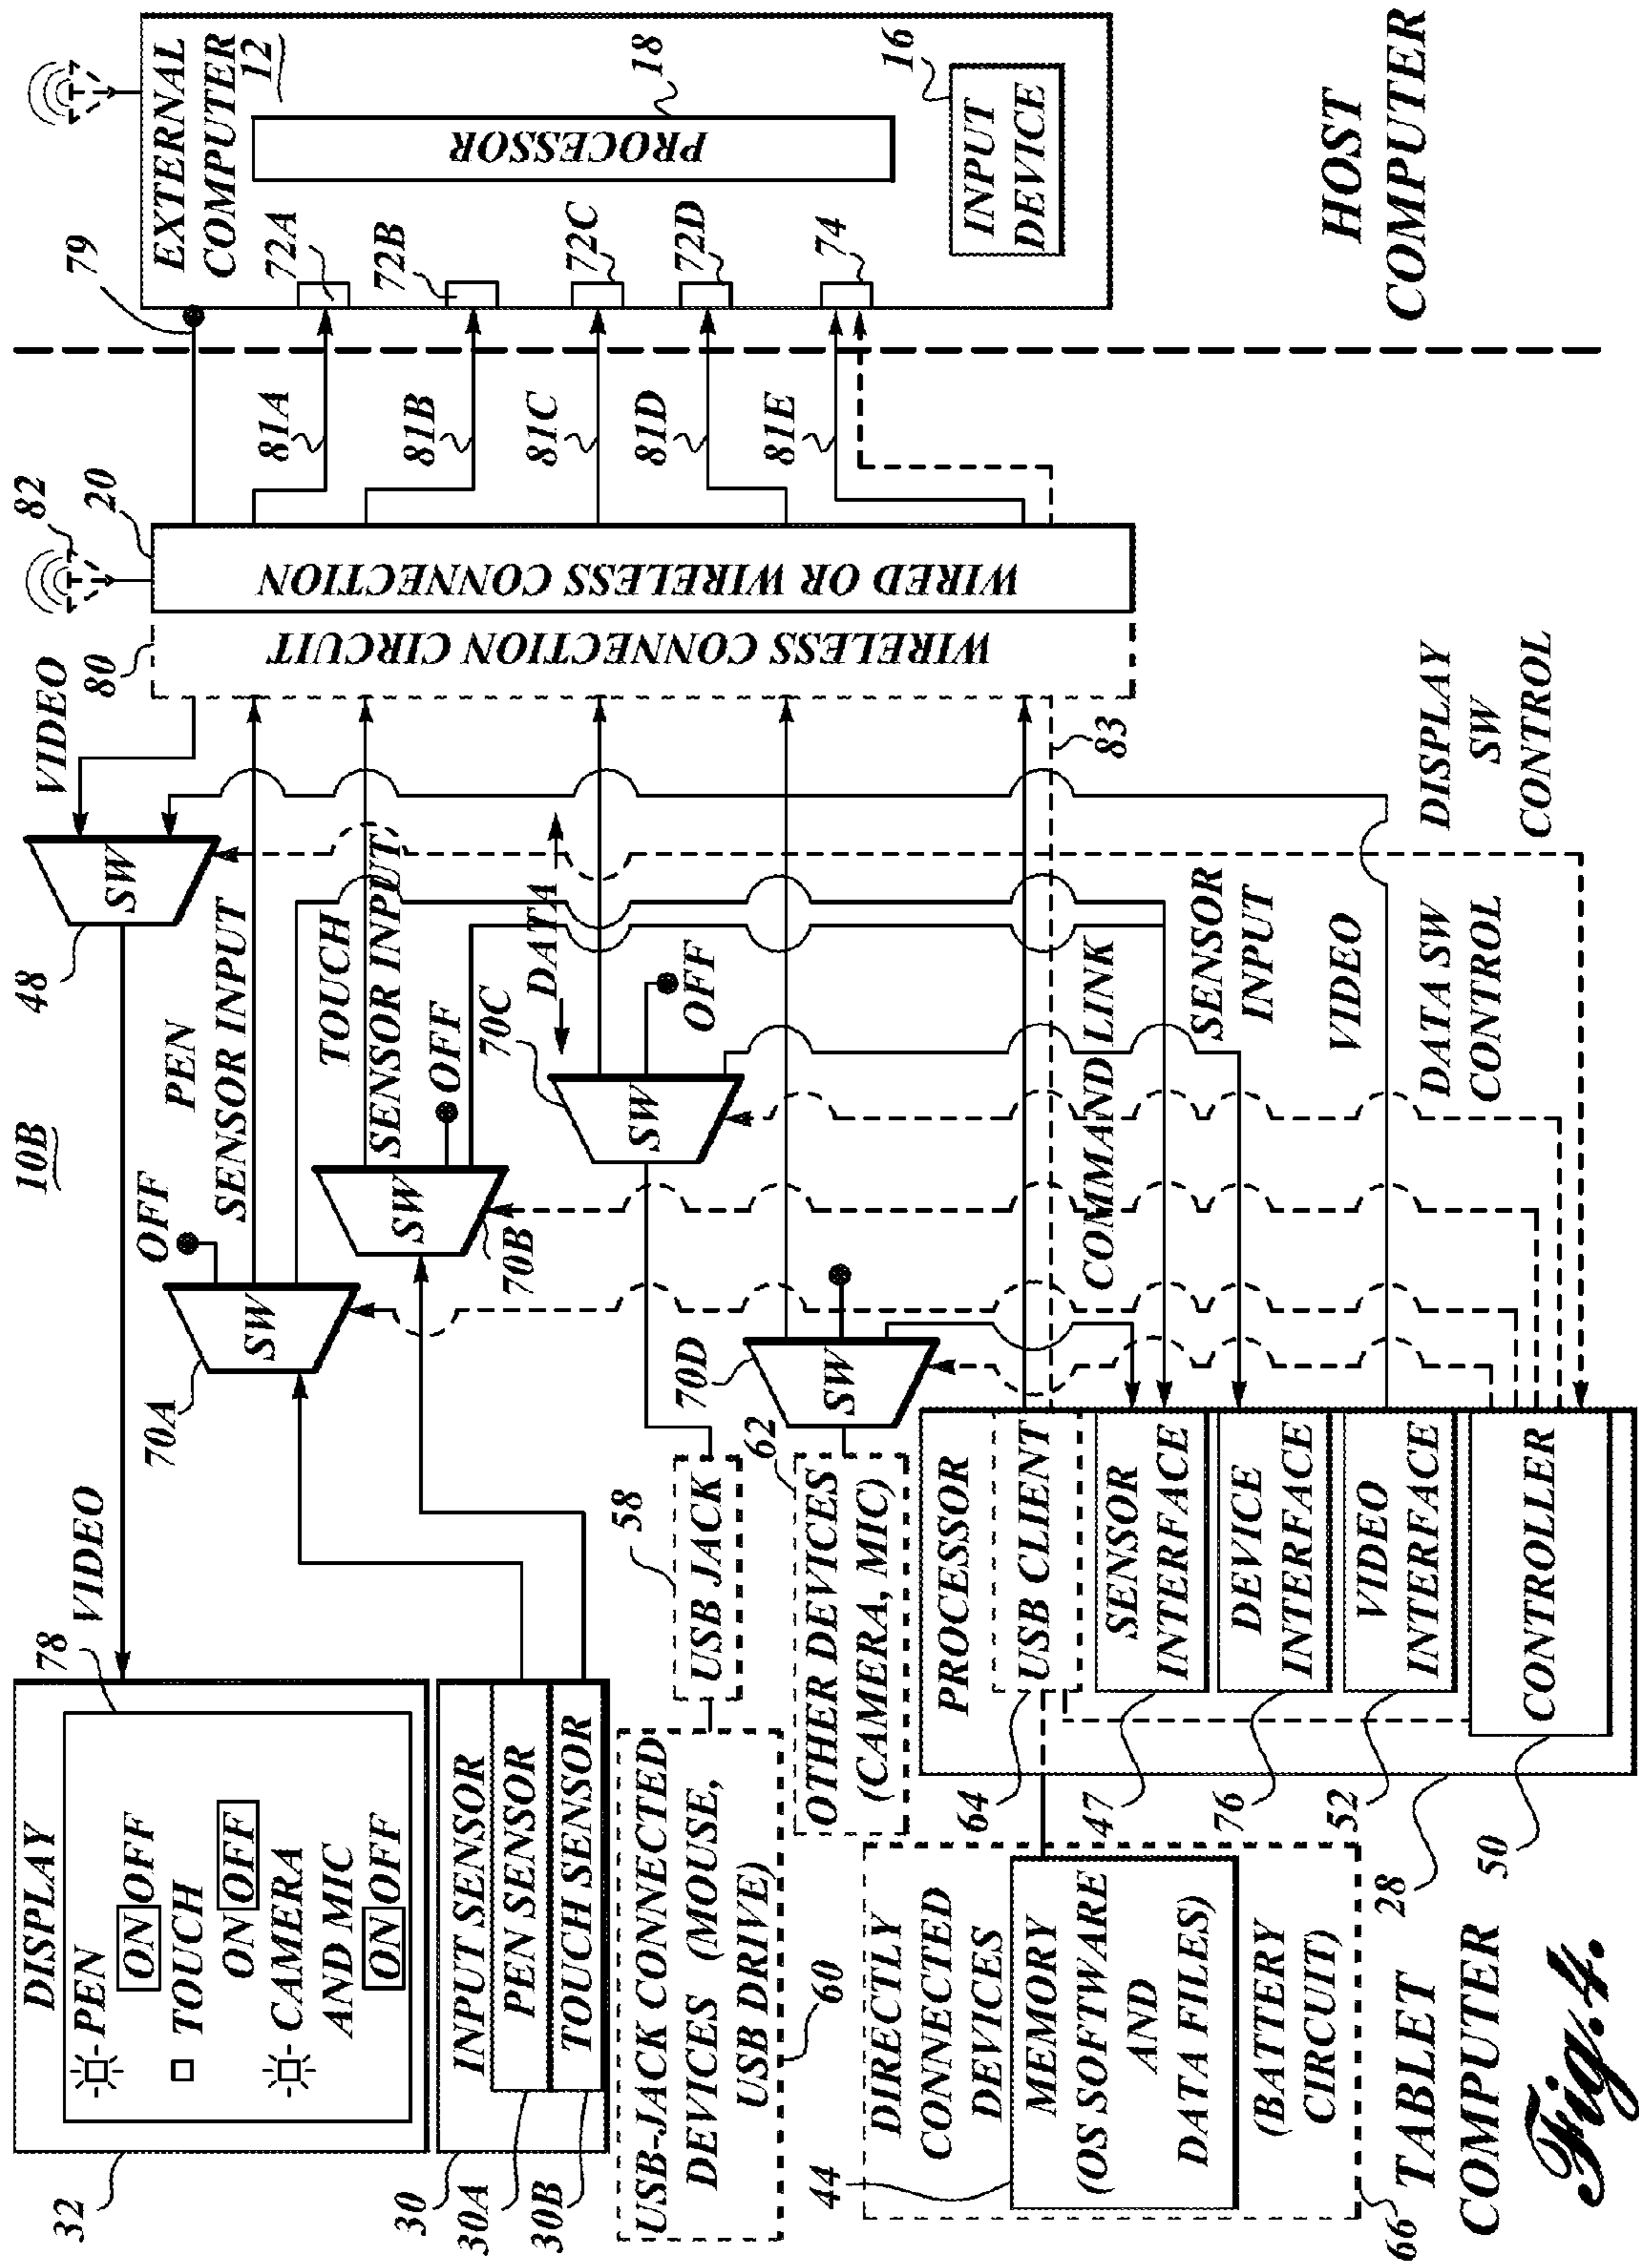 10B
DISPLAY
PEN
ON OFF
TOUCH
ON OFF
CAMERA
AND MIC
ON OFF
32
78
VIDEO
INPUT SENSOR
PEN SENSOR
TOUCH SENSOR
30
30A
30B
USB-JACK CONNECTED
DEVICES (MOUSE,
USB DRIVE)
60
58
USB JACK
62
OTHER DEVICES
(CAMERA, MIC)
DIRECTLY
CONNECTED
DEVICES
MEMORY
(OS SOFTWARE
AND
DATA FILES)
(BATTERY
CIRCUIT)
44
66
PROCESSOR
USB CLIENT
SENSOR
INTERFACE
DEVICE
INTERFACE
VIDEO
INTERFACE
CONTROLLER
64
47
76
52
28
50
TABLET
COMPUTER
48
SW
VIDEO
OFF
PEN
SENSOR INPUT
70A
SW
TOUCH
SENSOR INPUT
70B
SW
OFF
70C
SW
DATA
OFF
70D
SW
COMMAND LINK
SENSOR
INPUT
VIDEO
DATA SW
CONTROL
DISPLAY
SW
CONTROL
80
82
20
83
WIRELESS CONNECTION CIRCUIT
WIRED OR WIRELESS CONNECTION
79
81A
81B
81C
81D
81E
EXTERNAL
COMPUTER
12
72A
72B
72C
72D
74
PROCESSOR
18
16
INPUT
DEVICE
HOST
COMPUTER
Fig.4.